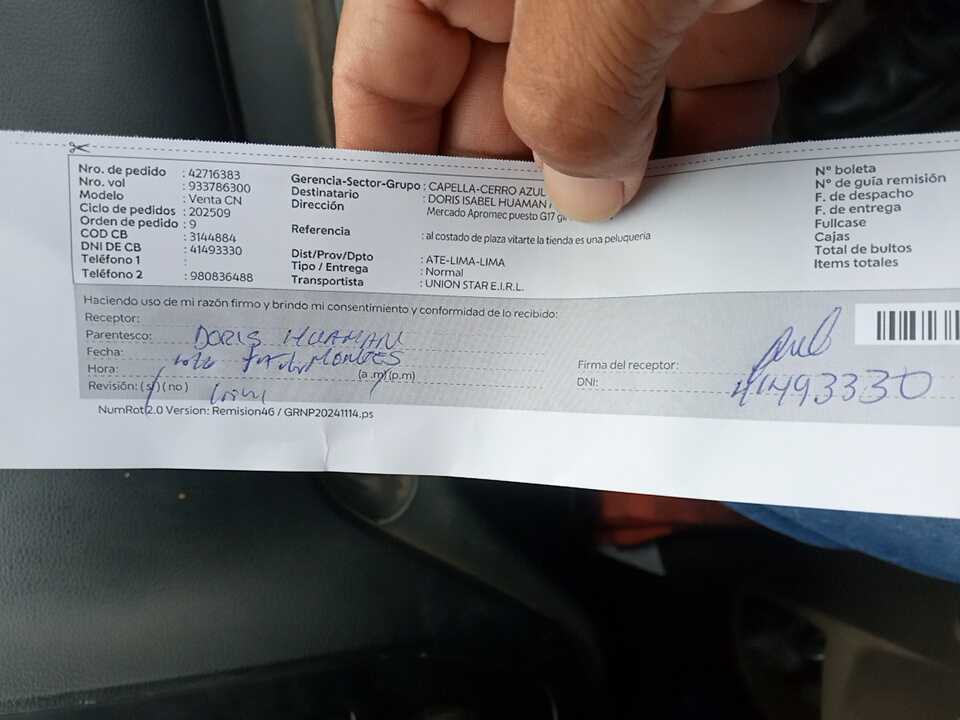 Nro. de pedido : 42716383
Nro. vol : 933786300
Modelo : Venta CN
Ciclo de pedidos : 202509
Orden de pedido : 9
COD CB : 3144884
DNI DE CB : 41493330
Teléfono 1 :
Teléfono 2 : 980836488
Gerencia-Sector-Grupo : CAPELLA-CERRO AZUL
Destinatario : DORIS ISABEL HUAMAN
Dirección Mercado Apromec puesto G17
Referencia : al costado de plaza vitarte la tienda es una peluqueria
Dist/Prov/Dpto : ATE-LIMA-LIMA
Tipo / Entrega : Normal
Transportista : UNION STAR E.I.R.L.
N° boleta
N° de guía remisión
F. de despacho
F. de entrega
Fullcase
Cajas
Total de bultos
Items totales
Haciendo uso de mi razón firmo y brindo mi consentimiento y conformidad de lo recibido:
Receptor: DORIS HUAMAN
Parentesco:
Fecha: MONGES
Hora: (a .m) (p.m)
Revisión: (si) (no)
Firma del receptor:
DNI: 41493330
NumRot 2.0 Version: Remision46 / GRNP20241114.ps